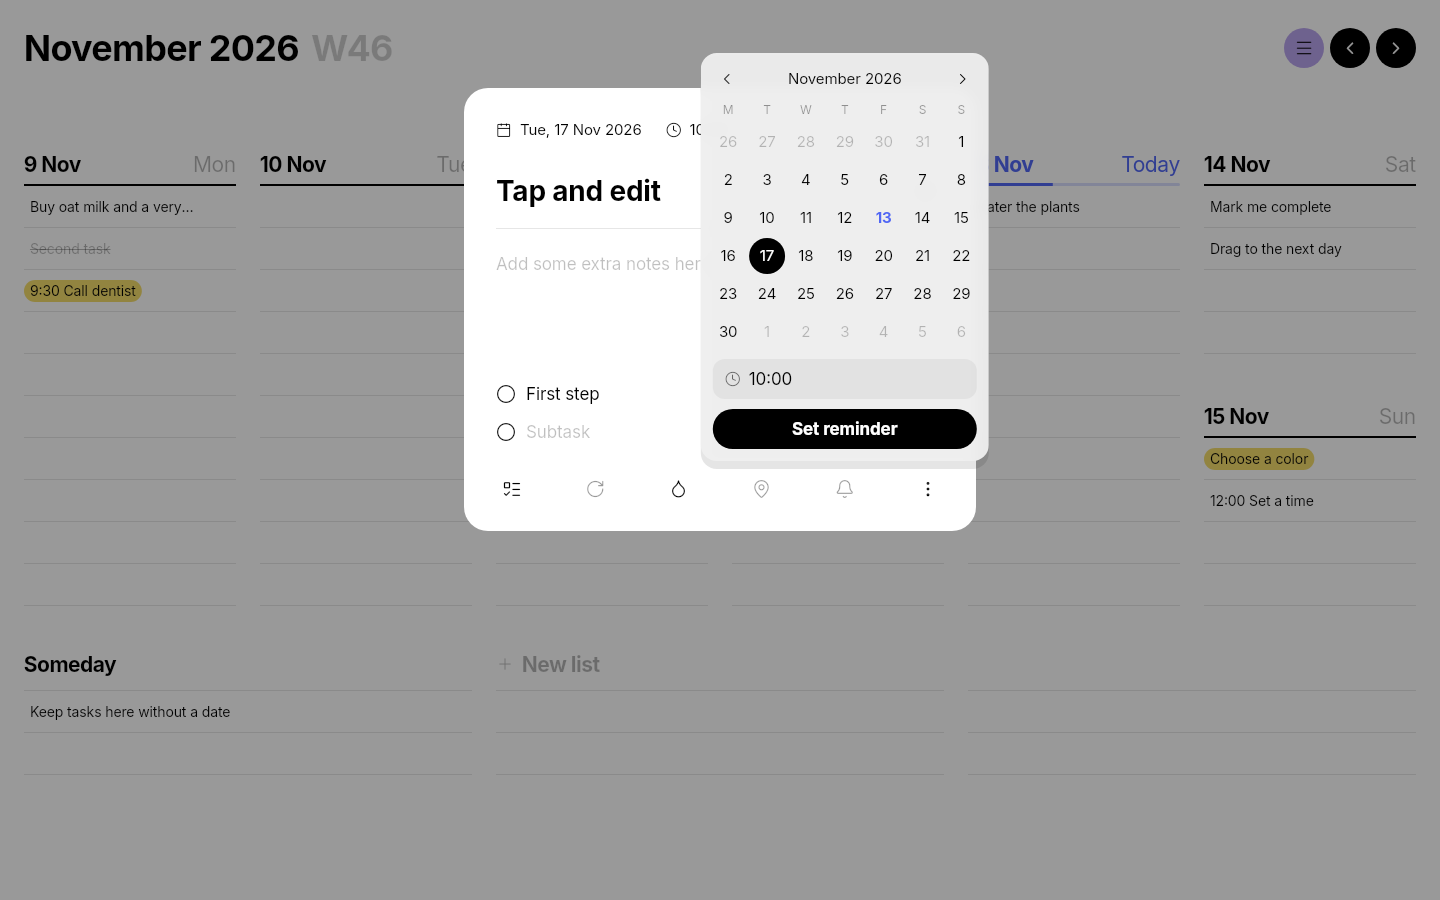 November 2026 W46
9 Nov Mon
Buy oat milk and a very...
Second task
9:30 Call dentist
10 Nov Tue
Tue, 17 Nov 2026 10
Tap and edit
Add some extra notes her
First step
Subtask
November 2026
M T W T F S S
26 27 28 29 30 31 1
2 3 4 5 6 7 8
9 10 11 12 13 14 15
16 17 18 19 20 21 22
23 24 25 26 27 28 29
30 1 2 3 4 5 6
10:00
Set reminder
Nov Today
ater the plants
14 Nov Sat
Mark me complete
Drag to the next day
15 Nov Sun
Choose a color
12:00 Set a time
Someday
Keep tasks here without a date
+ New list